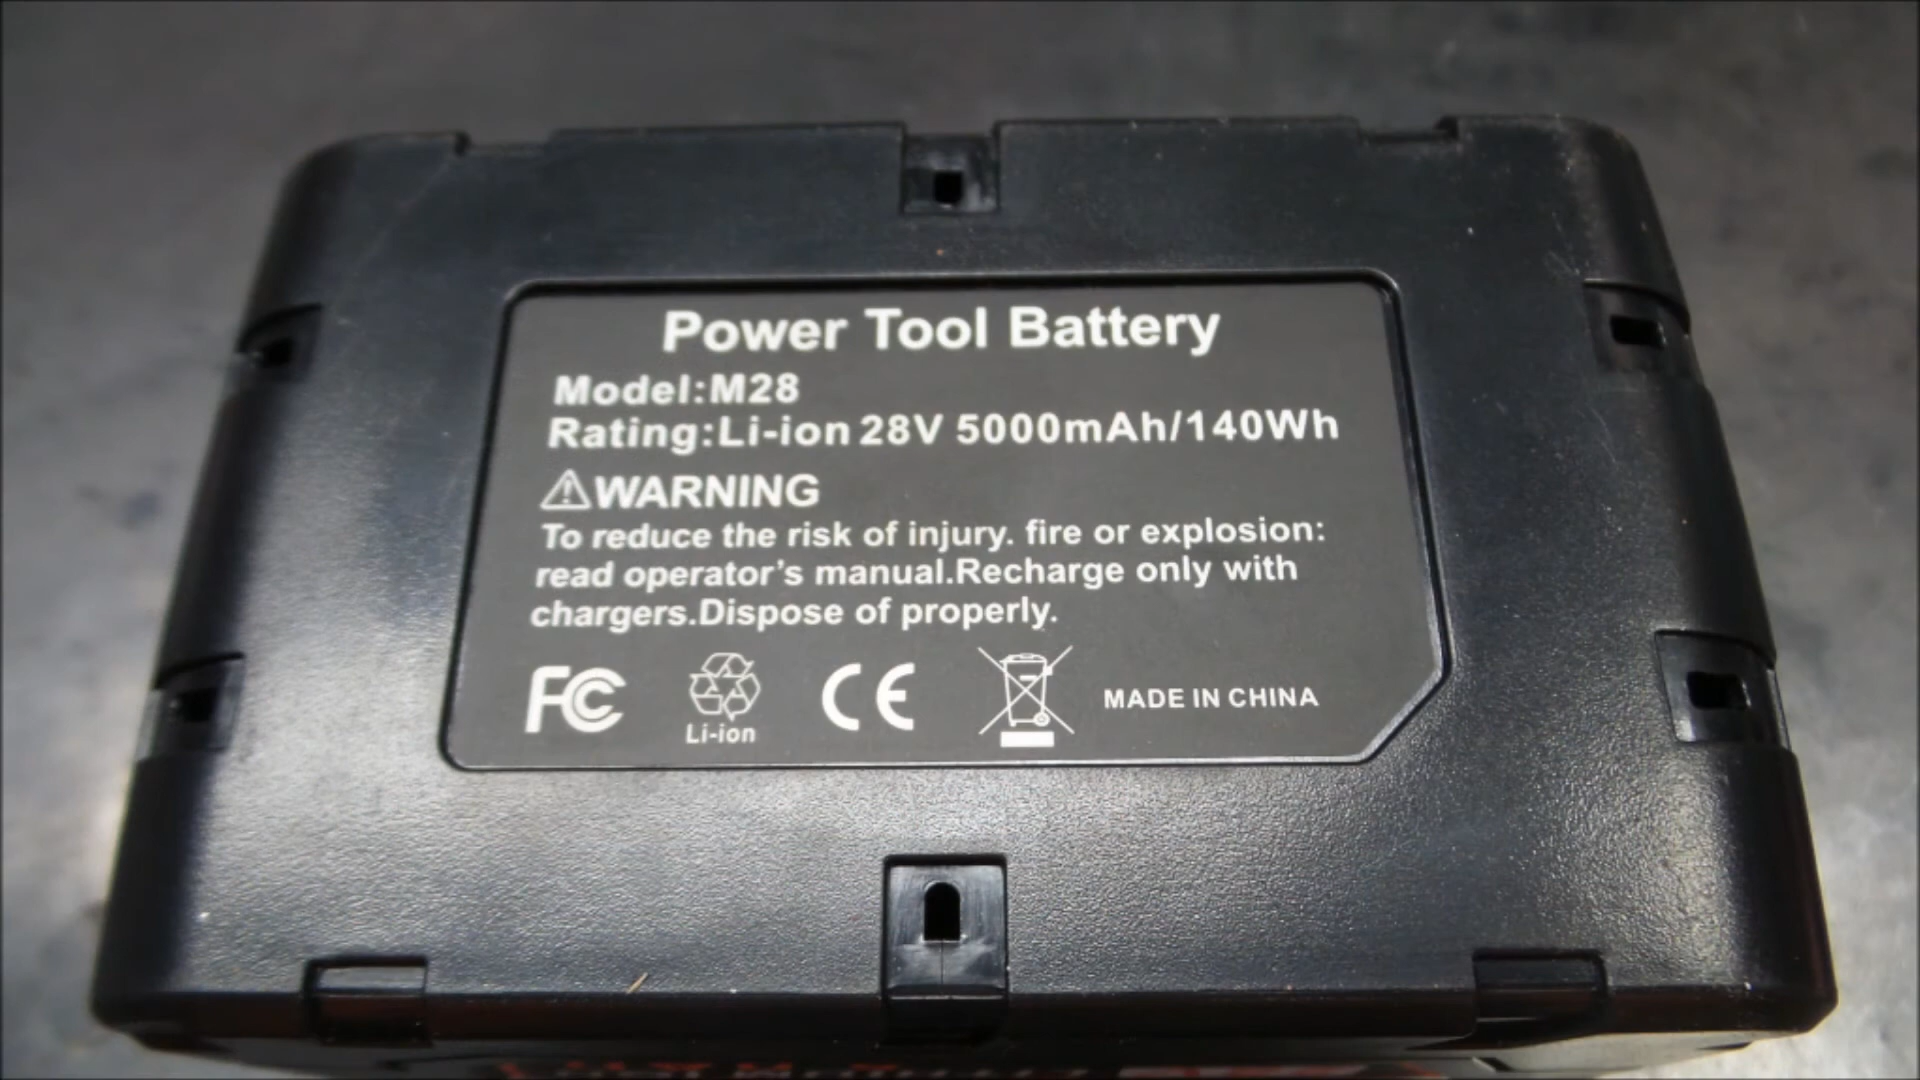 Power Tool Battery
Model:M28
Rating:Li-ion 28V 5000mAh/140Wh
WARNING
To reduce the risk of injury. fire or explosion:
read operator's manual.Recharge only with
chargers.Dispose of properly.
FC
Li-ion
CE
MADE IN CHINA